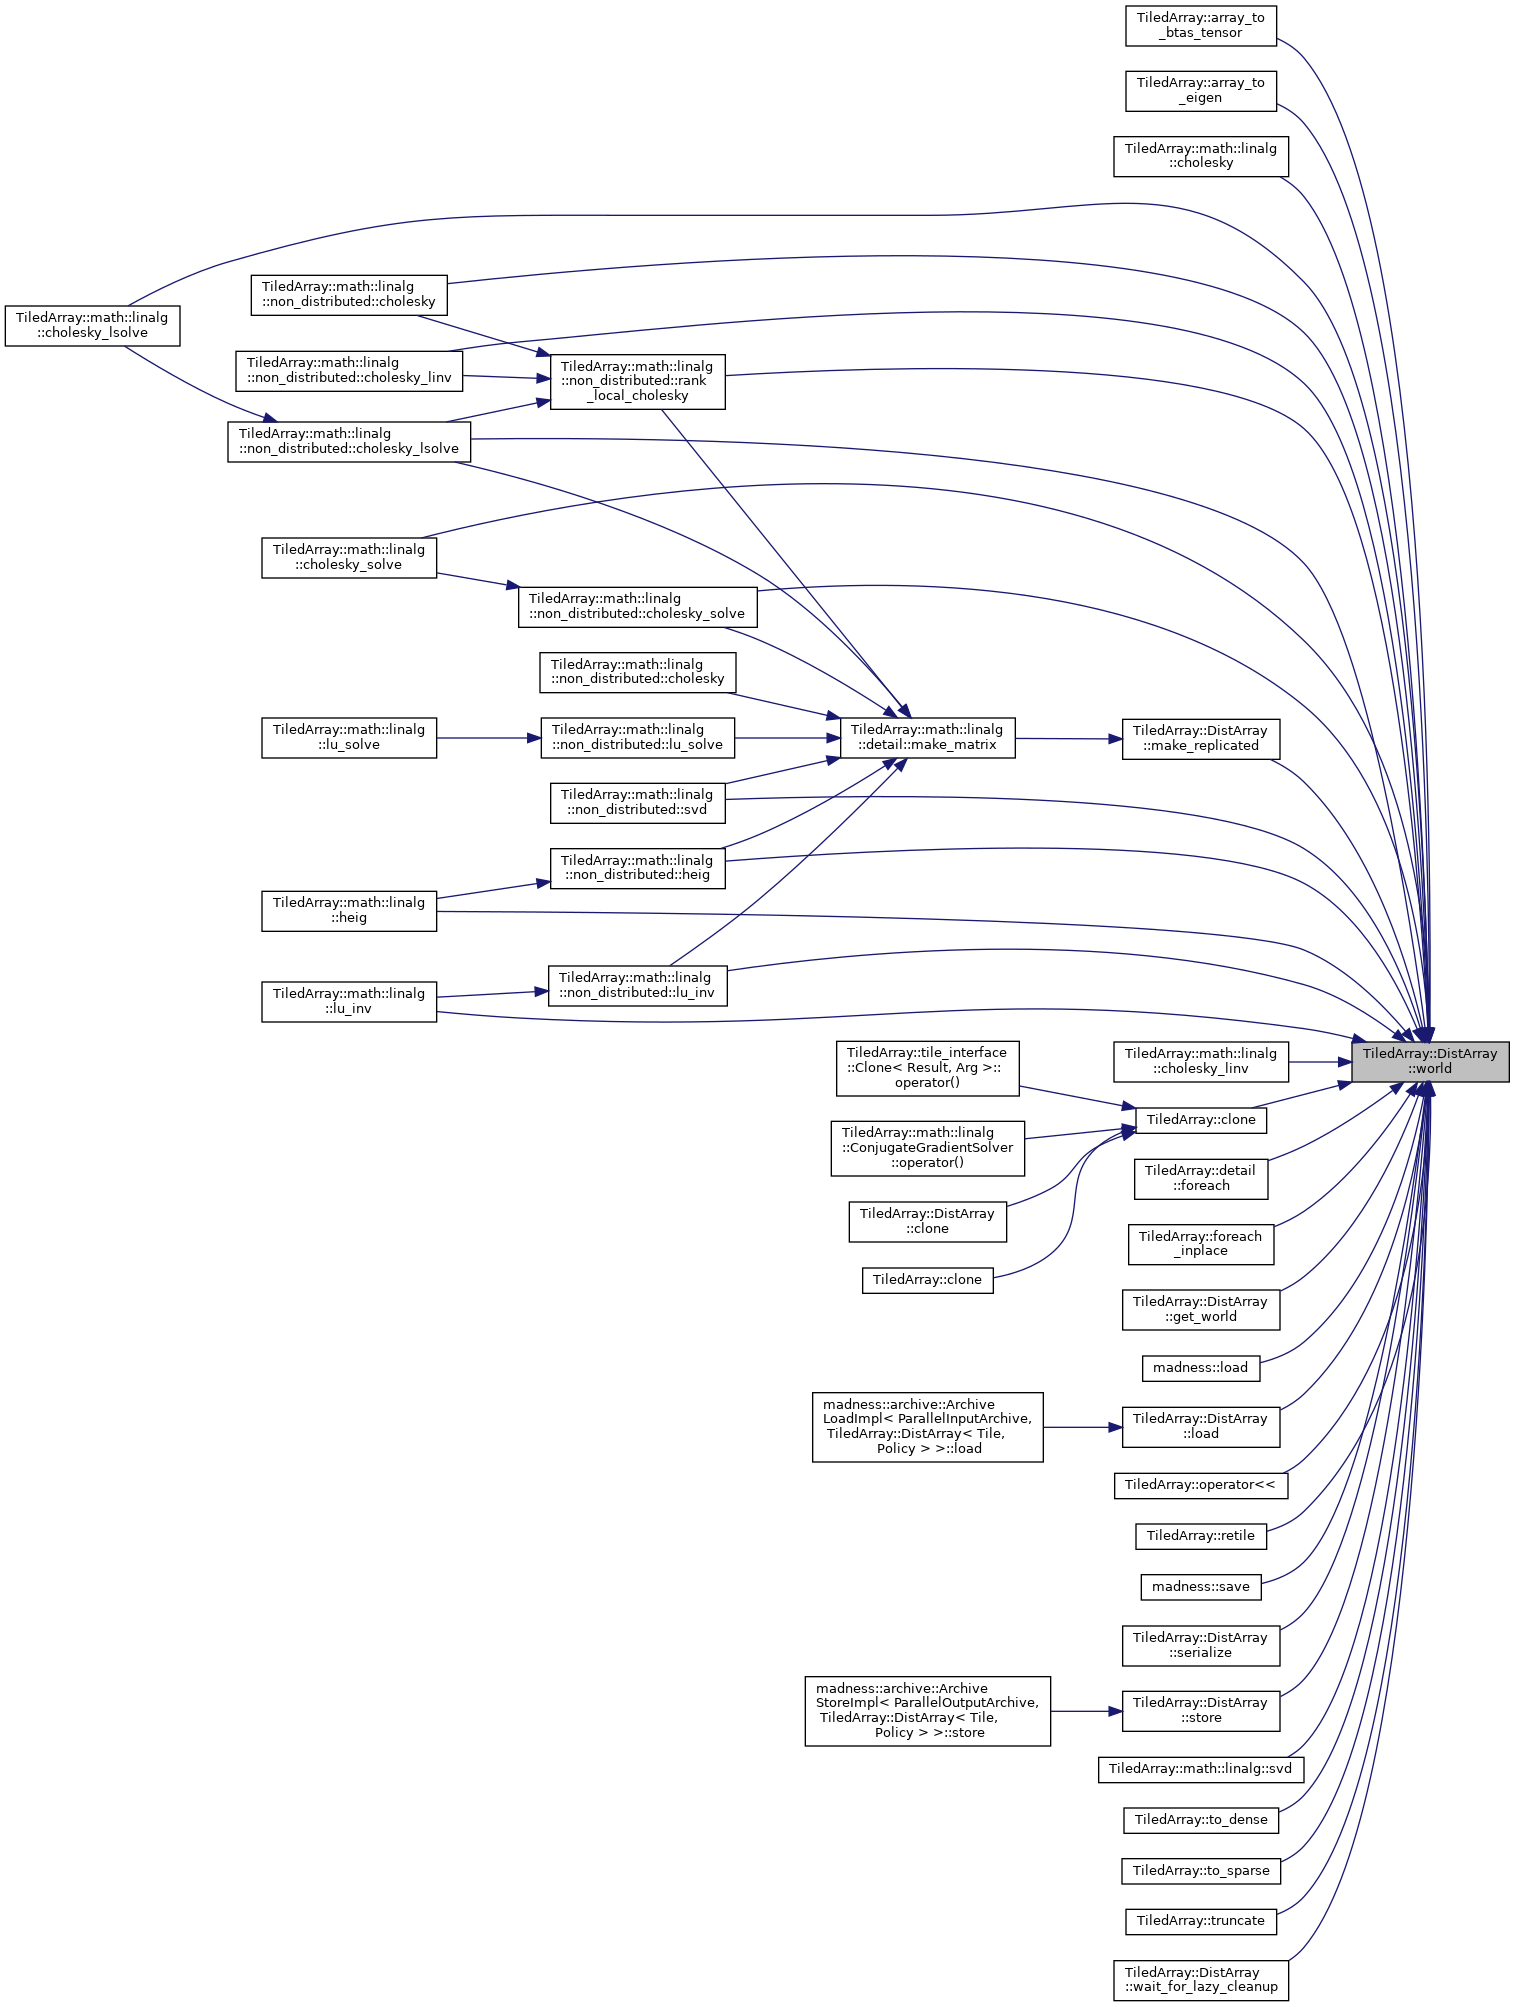 TiledArray::array_to
_btas_tensor
TiledArray::array_to
_eigen
TiledArray::math::linalg
::cholesky
TiledArray::math::linalg
::non_distributed::cholesky
TiledArray::math::linalg
::cholesky_lsolve
TiledArray::math::linalg
::non_distributed::cholesky_linv
TiledArray::math::linalg
::non_distributed::rank
_local_cholesky
TiledArray::math::linalg
::non_distributed::cholesky_lsolve
TiledArray::math::linalg
::cholesky_solve
TiledArray::math::linalg
::non_distributed::cholesky_solve
TiledArray::math::linalg
::non_distributed::cholesky
TiledArray::math::linalg
::lu_solve
TiledArray::math::linalg
::non_distributed::lu_solve
TiledArray::math::linalg
::detail::make_matrix
TiledArray::DistArray
::make_replicated
TiledArray::math::linalg
::non_distributed::svd
TiledArray::math::linalg
::non_distributed::heig
TiledArray::math::linalg
::heig
TiledArray::math::linalg
::non_distributed::lu_inv
TiledArray::math::linalg
::lu_inv
TiledArray::DistArray
::world
TiledArray::tile_interface
::Clone< Result, Arg >::
operator()
TiledArray::math::linalg
::cholesky_linv
TiledArray::clone
TiledArray::math::linalg
::ConjugateGradientSolver
::operator()
TiledArray::detail
::foreach
TiledArray::DistArray
::clone
TiledArray::foreach
_inplace
TiledArray::clone
TiledArray::DistArray
::get_world
madness::load
madness::archive::Archive
LoadImpl< ParallelInputArchive,
TiledArray::DistArray< Tile,
Policy > >::load
TiledArray::DistArray
::load
TiledArray::operator<<
TiledArray::retile
madness::save
TiledArray::DistArray
::serialize
madness::archive::Archive
StoreImpl< ParallelOutputArchive,
TiledArray::DistArray< Tile,
Policy > >::store
TiledArray::DistArray
::store
TiledArray::math::linalg::svd
TiledArray::to_dense
TiledArray::to_sparse
TiledArray::truncate
TiledArray::DistArray
::wait_for_lazy_cleanup